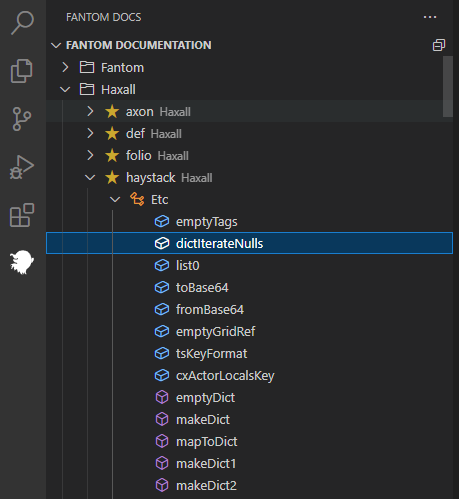 FANTOM DOCS
FANTOM DOCUMENTATION
Fantom
Haxall
axon Haxall
def Haxall
folio Haxall
haystack Haxall
Etc
emptyTags
dictIterateNulls
list0
toBase64
fromBase64
emptyGridRef
tsKeyFormat
cxActorLocalsKey
emptyDict
makeDict
mapToDict
makeDict1
makeDict2